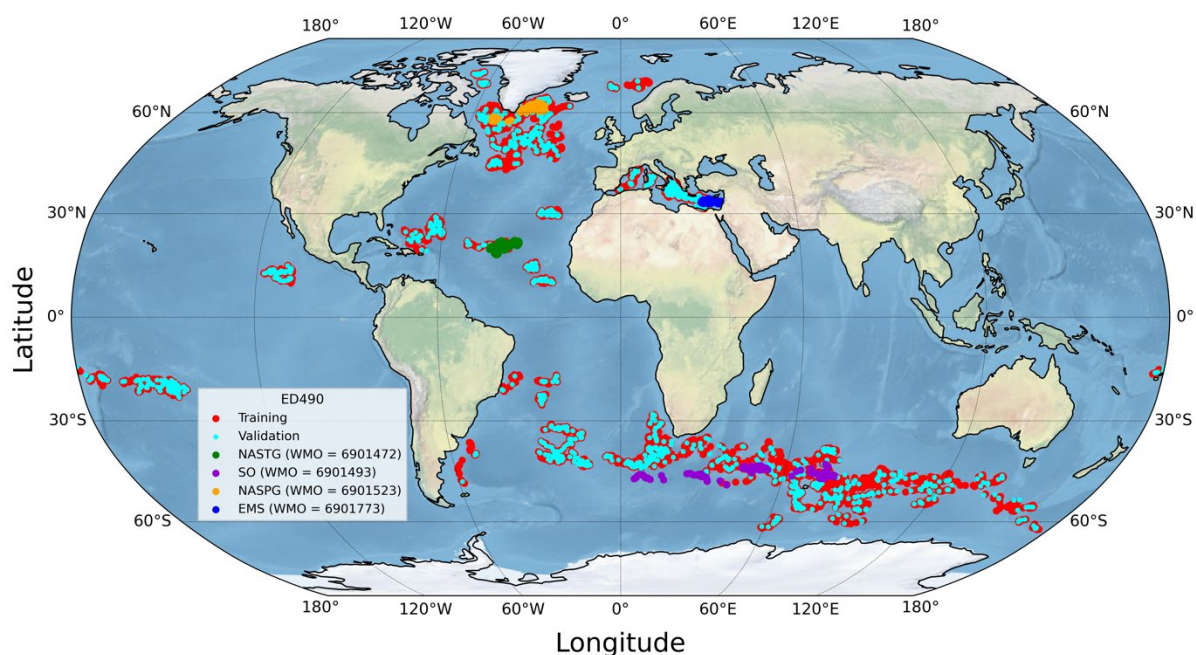 180° 120°W 60°W 0° 60°E 120°E 180°
60°N 60°N
30°N 30°N
0° 0°
30°S 30°S
60°S 60°S
Latitude
ED490
Training
Validation
NASTG (WMO = 6901472)
SO (WMO = 6901493)
NASPG (WMO = 6901523)
EMS (WMO = 6901773)
180° 120°W 60°W 0° 60°E 120°E 180°
Longitude